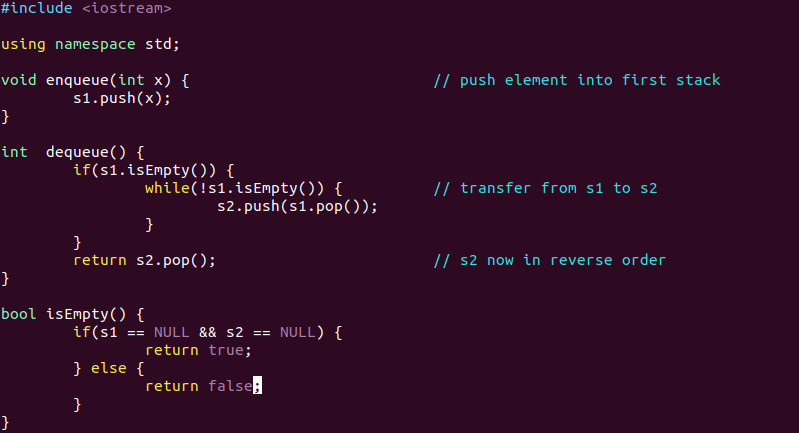 #include <iostream>
using namespace std;
void enqueue(int x) { // push element into first stack
s1.push(x);
}
int  dequeue() {
if(s1.isEmpty()) {
while(!s1.isEmpty()) { // transfer from s1 to s2
s2.push(s1.pop());
}
}
return s2.pop(); // s2 now in reverse order
}
bool isEmpty() {
if(s1 == NULL && s2 == NULL) {
return true;
} else {
return false;
}
}